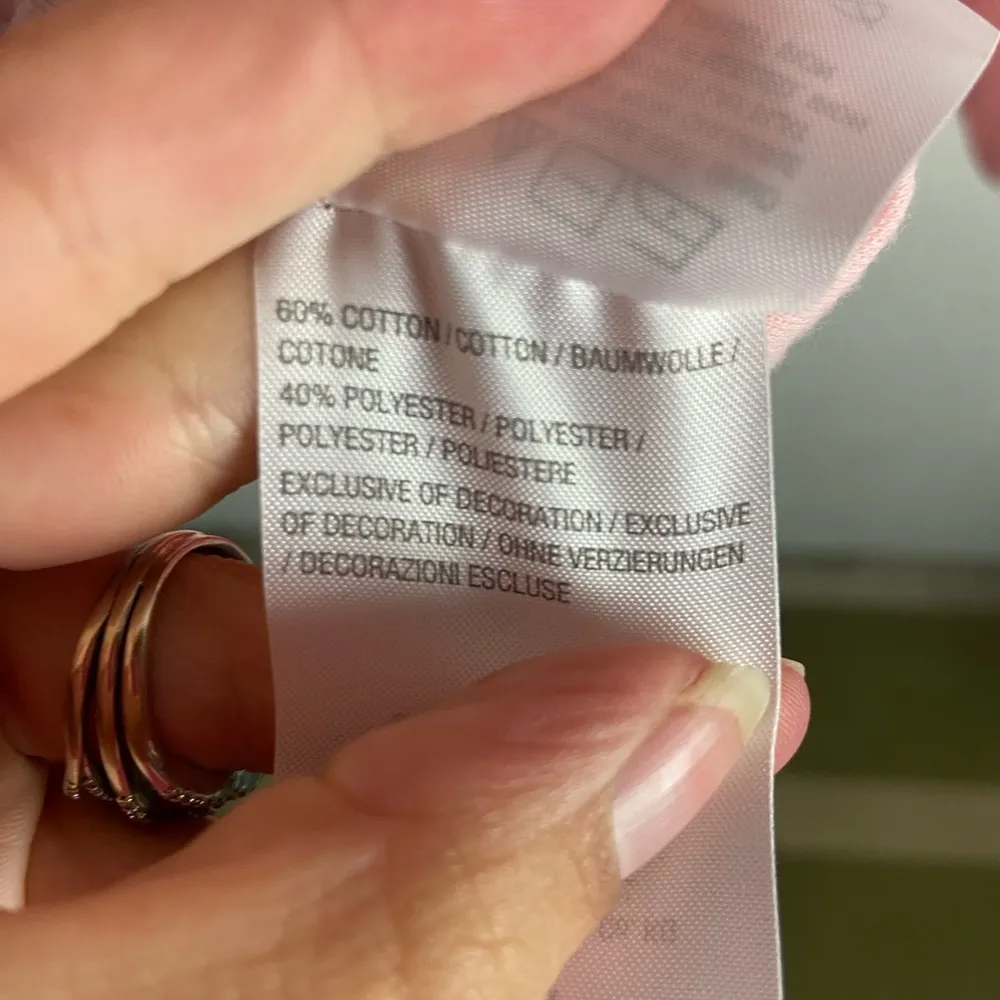 60% COTTON / COTTON / BAUMWOLLE /
COTONE
40% POLYESTER / POLYESTER /
POLYESTER / POLIESTERE
EXCLUSIVE OF DECORATION / EXCLUSIVE
OF DECORATION / OHNE VERZIERUNGEN
/ DECORAZIONI ESCLUSE